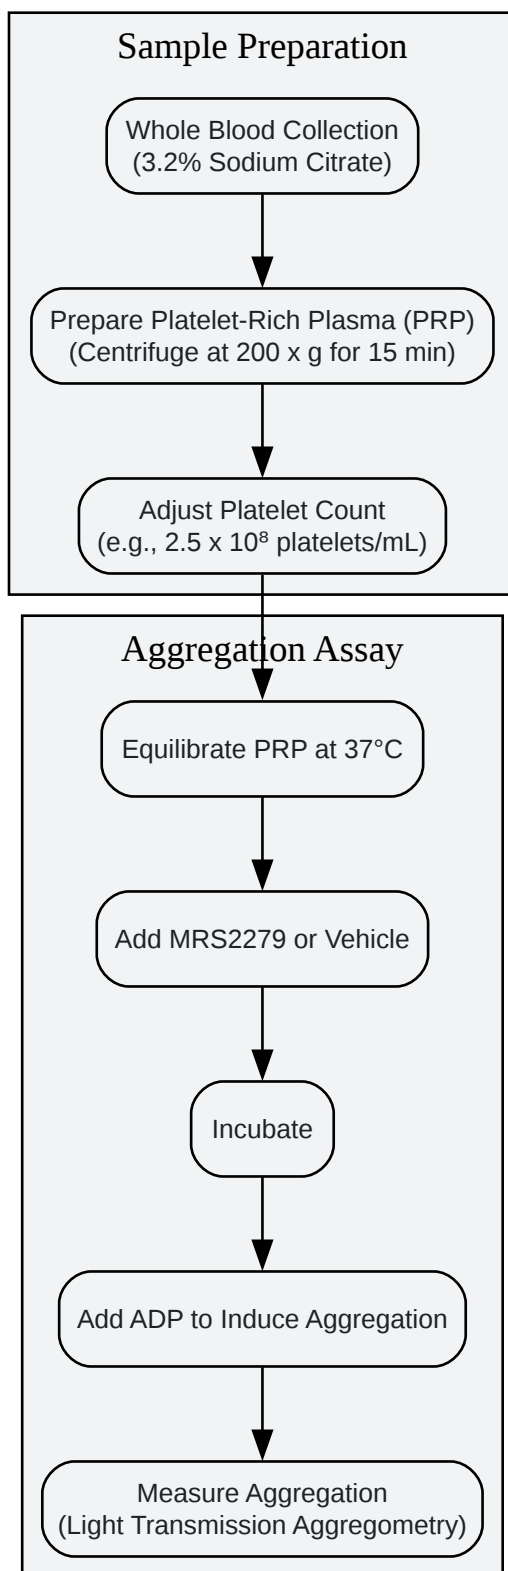 Sample Preparation
Whole Blood Collection
(3.2% Sodium Citrate)
Prepare Platelet-Rich Plasma (PRP)
(Centrifuge at 200 x g for 15 min)
Adjust Platelet Count
(e.g., 2.5 x 10⁸ platelets/mL)
Aggregation Assay
Equilibrate PRP at 37°C
Add MRS2279 or Vehicle
Incubate
Add ADP to Induce Aggregation
Measure Aggregation
(Light Transmission Aggregometry)